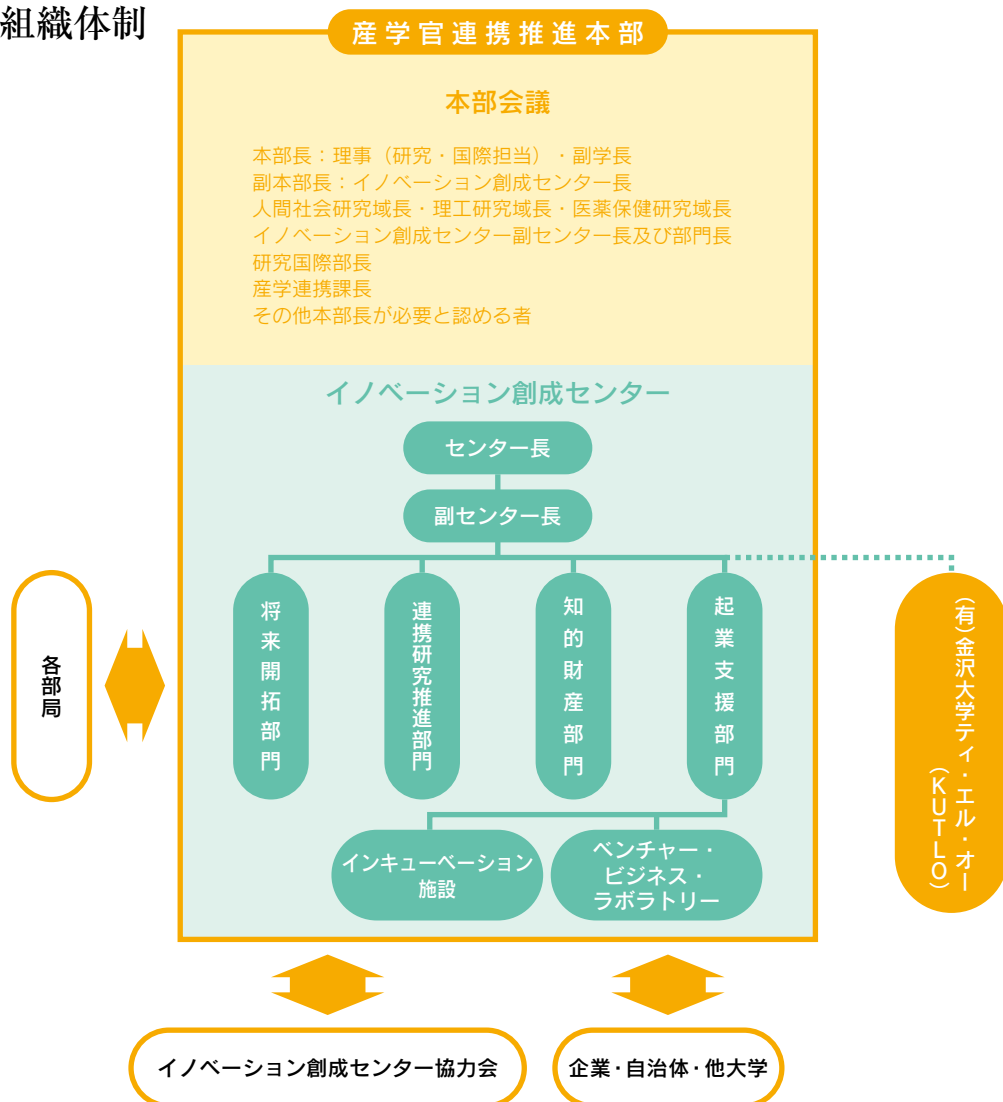 組織体制
産学官連携推進本部
本部会議
本部長：理事（研究・国際担当）・副学長
副本部長：イノベーション創成センター長
人間社会研究域長・理工研究域長・医薬保健研究域長
イノベーション創成センター副センター長及び部門長
研究国際部長
産学連携課長
その他本部長が必要と認める者
イノベーション創成センター
センター長
副センター長
各部局
将来開拓部門
連携研究推進部門
知的財産部門
起業支援部門
（有）金沢大学ティ・エル・オー
（KUTLO）
インキュベーション
施設
ベンチャー・
ビジネス・
ラボラトリー
イノベーション創成センター協力会
企業・自治体・他大学